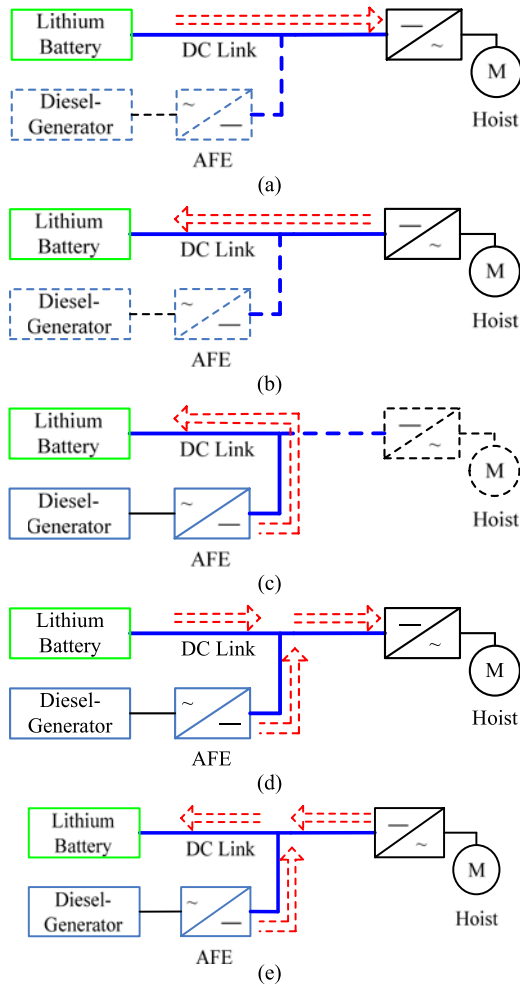 Lithium
Battery
DC Link
—
~
M
Hoist
Diesel-
Generator
~
—
AFE
(a)
Lithium
Battery
DC Link
—
~
M
Hoist
Diesel-
Generator
~
—
AFE
(b)
Lithium
Battery
DC Link
—
~
M
Hoist
Diesel-
Generator
~
—
AFE
(c)
Lithium
Battery
DC Link
—
~
M
Hoist
Diesel-
Generator
~
—
AFE
(d)
Lithium
Battery
DC Link
—
~
M
Hoist
Diesel-
Generator
~
—
AFE
(e)